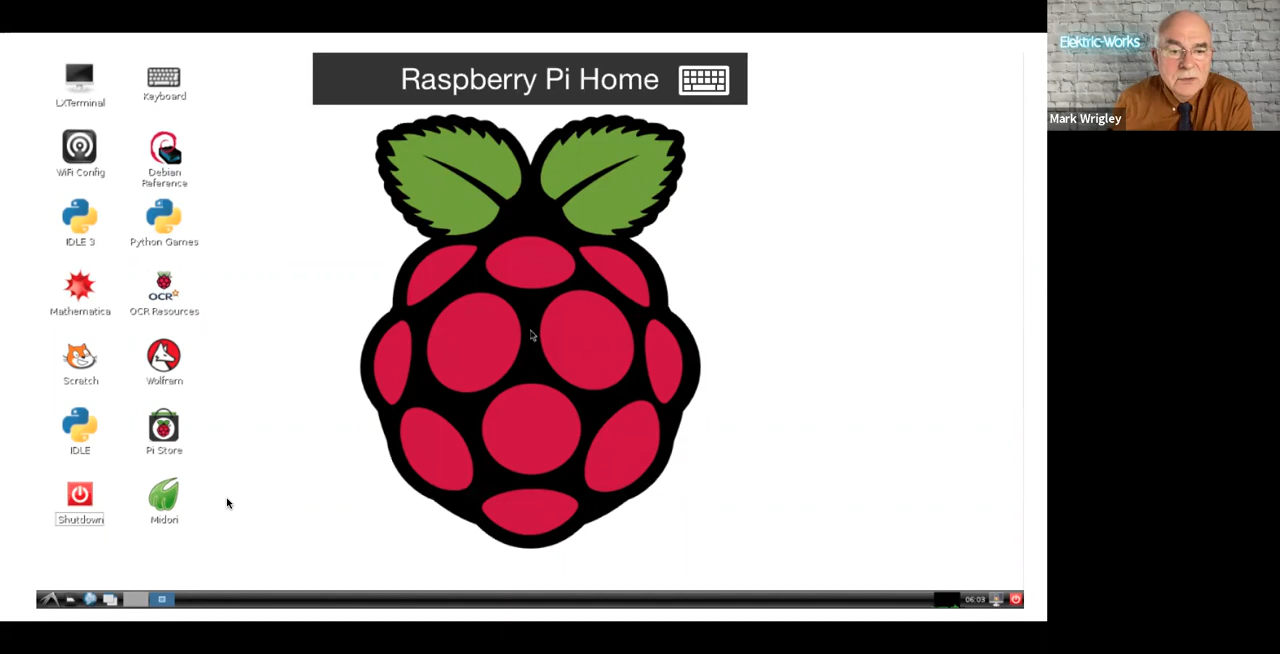 Raspberry Pi Home
Elektric-Works
Mark Wrigley
LXTerminal
Keyboard
WiFi Config
Debian
Reference
IDLE 3
Python Games
Mathematica
OCR
OCR Resources
Scratch
Wolfram
IDLE
Pi Store
Shutdown
Midori
06:03